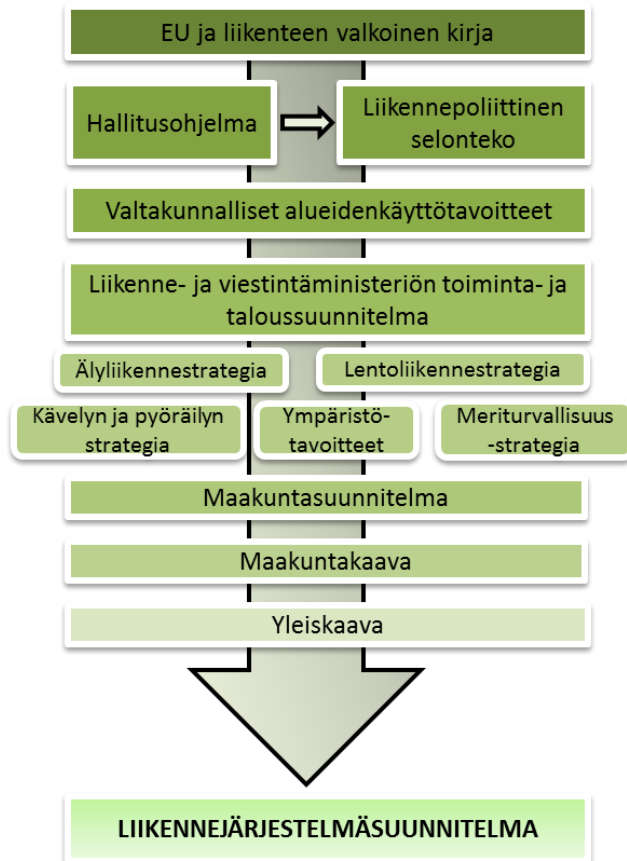 EU ja liikenteen valkoinen kirja
Hallitusohjelma
Liikennepoliittinen
selonteko
Valtakunnalliset alueidenkäyttötavoitteet
Liikenne- ja viestintäministeriön toiminta- ja
taloussuunnitelma
Älyliikennestrategia
Lentoliikennestrategia
Kävelyn ja pyöräilyn
strategia
Ympäristö-
tavoitteet
Meriturvallisuus
-strategia
Maakuntasuunnitelma
Maakuntakaava
Yleiskaava
LIIKENNEJÄRJESTELMÄSUUNNITELMA